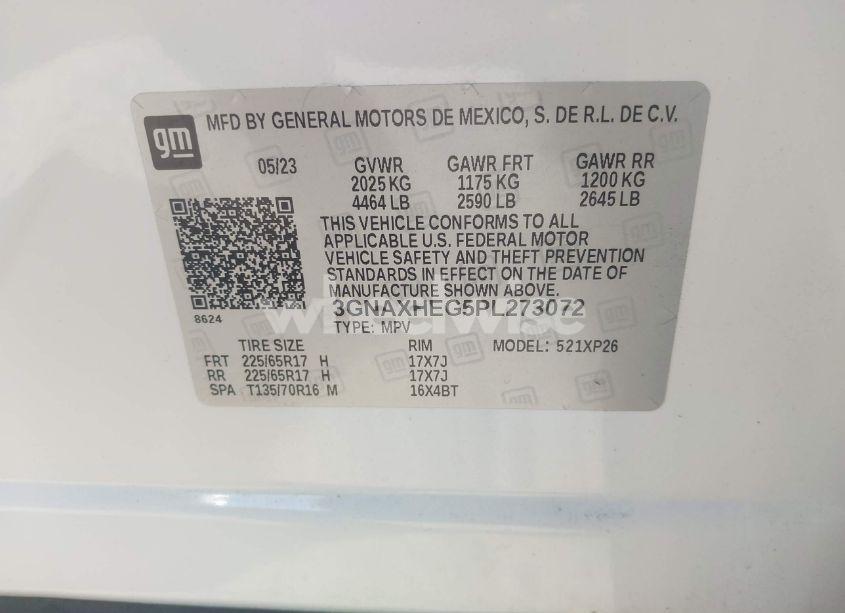 gm
MFD BY GENERAL MOTORS DE MEXICO, S. DE R.L. DE C.V.
05/23 GVWR GAWR FRT GAWR RR
2025 KG 1175 KG 1200 KG
4464 LB 2590 LB 2645 LB
THIS VEHICLE CONFORMS TO ALL
APPLICABLE U.S. FEDERAL MOTOR
VEHICLE SAFETY AND THEFT PREVENTION
STANDARDS IN EFFECT ON THE DATE OF
MANUFACTURE SHOWN ABOVE.
3GNAXHEG5PL273072
8624
TYPE: MPV
TIRE SIZE RIM MODEL: 521XP26
FRT 225/65R17 H 17X7J
RR 225/65R17 H 17X7J
SPA T135/70R16 M 16X4BT